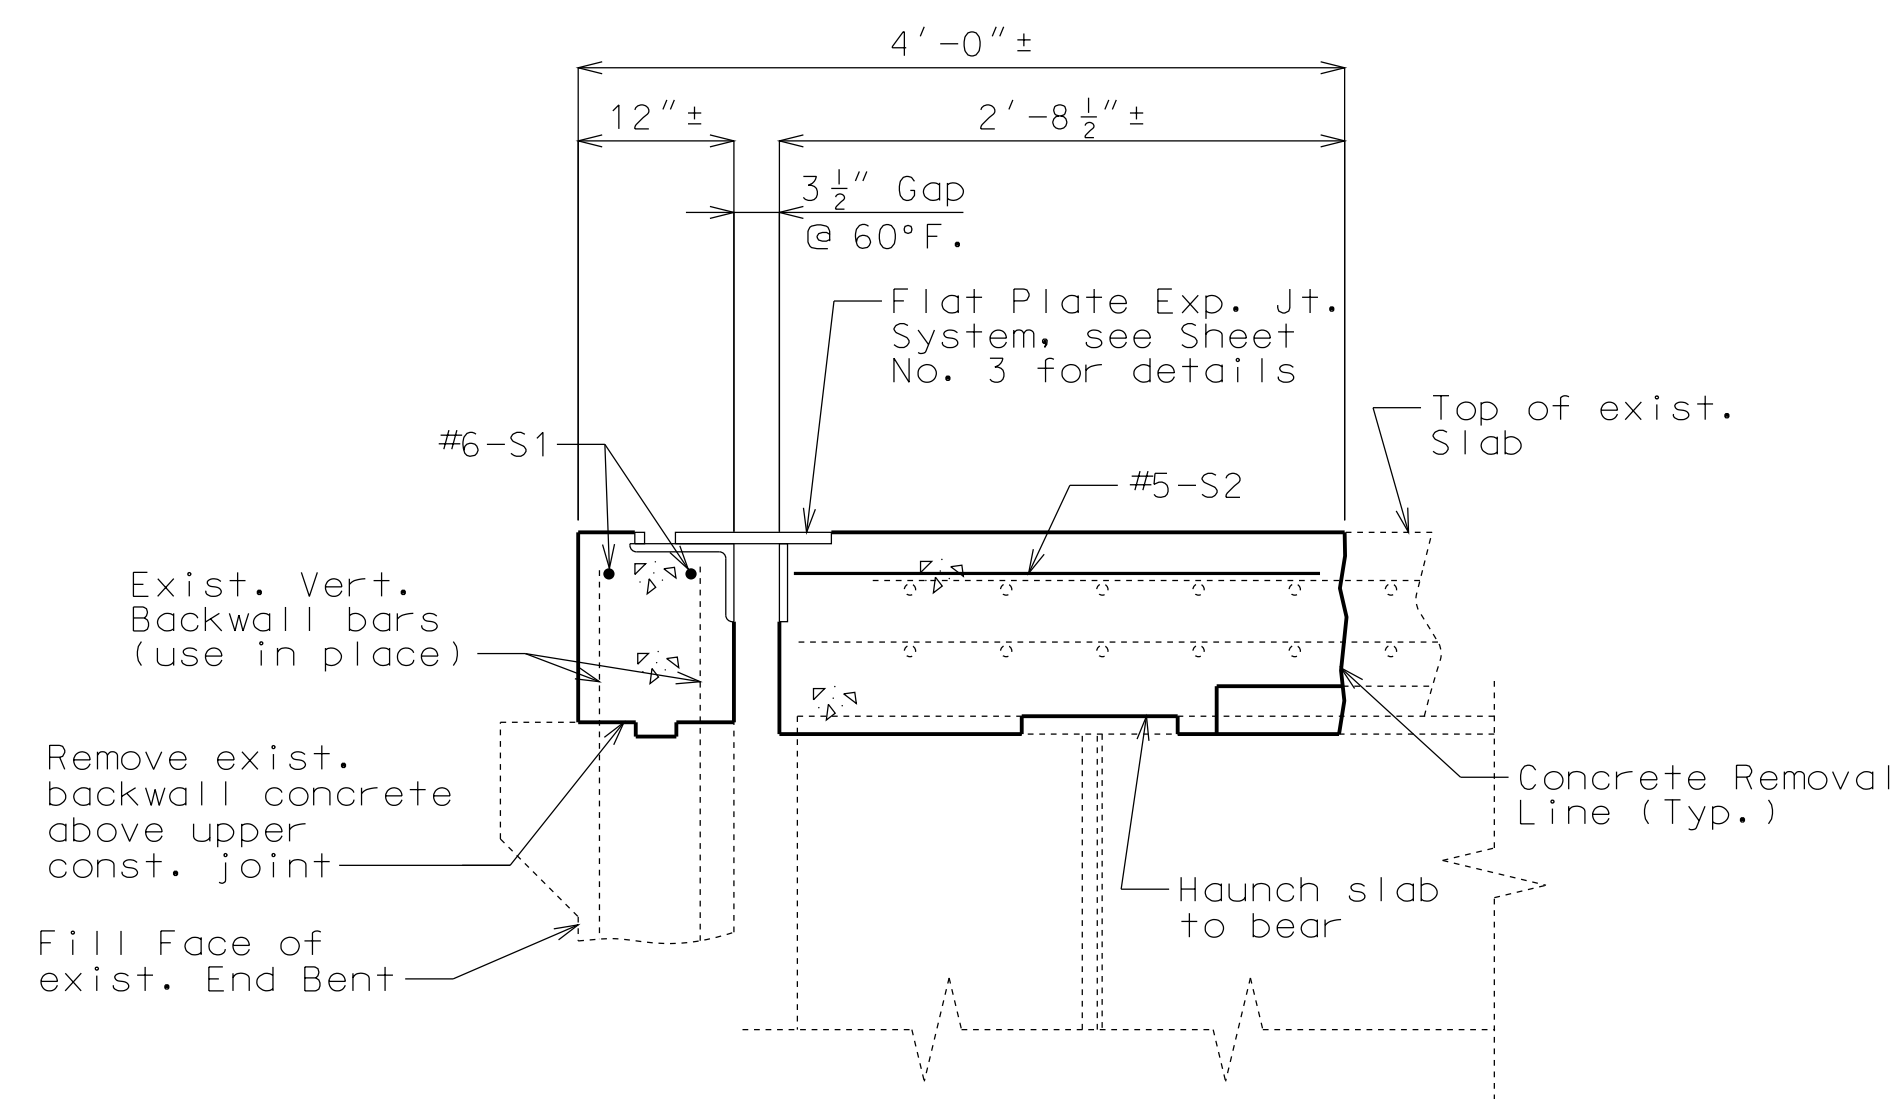 4'-0"±
12"±
2'-8 1/2"±
3 1/2" Gap
@ 60°F.
Flat Plate Exp. Jt.
System, see Sheet
No. 3 for details
Top of exist.
Slab
#6-S1
#5-S2
Exist. Vert.
Backwall bars
(use in place)
Remove exist.
backwall concrete
above upper
const. joint
Concrete Removal
Line (Typ.)
Haunch slab
to bear
Fill Face of
exist. End Bent